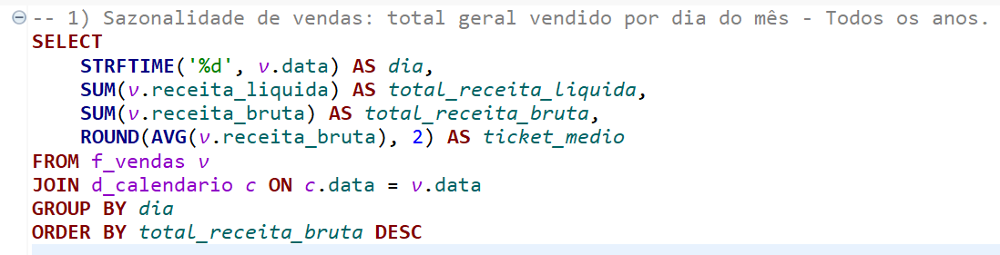 -- 1) Sazonalidade de vendas: total geral vendido por dia do mês - Todos os anos.
SELECT
    STRFTIME('%d', v.data) AS dia,
    SUM(v.receita_liquida) AS total_receita_liquida,
    SUM(v.receita_bruta) AS total_receita_bruta,
    ROUND(AVG(v.receita_bruta), 2) AS ticket_medio
FROM f_vendas v
JOIN d_calendario c ON c.data = v.data
GROUP BY dia
ORDER BY total_receita_bruta DESC